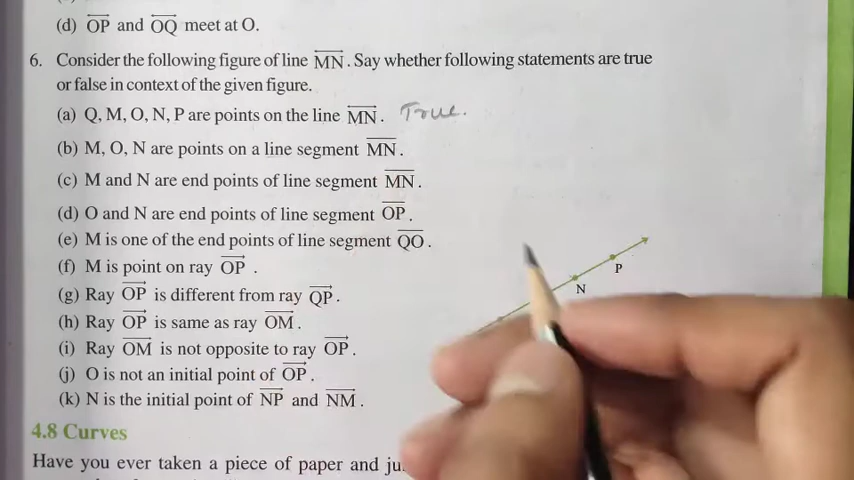 (d) OP and OQ meet at O.
6. Consider the following figure of line MN. Say whether following statements are true
or false in context of the given figure.
(a) Q, M, O, N, P are points on the line MN. True.
(b) M, O, N are points on a line segment MN.
(c) M and N are end points of line segment MN.
(d) O and N are end points of line segment OP.
(e) M is one of the end points of line segment QO.
(f) M is point on ray OP.
(g) Ray OP is different from ray QP.
(h) Ray OP is same as ray OM.
(i) Ray OM is not opposite to ray OP.
(j) O is not an initial point of OP.
(k) N is the initial point of NP and NM.
P
N
4.8 Curves
Have you ever taken a piece of paper and